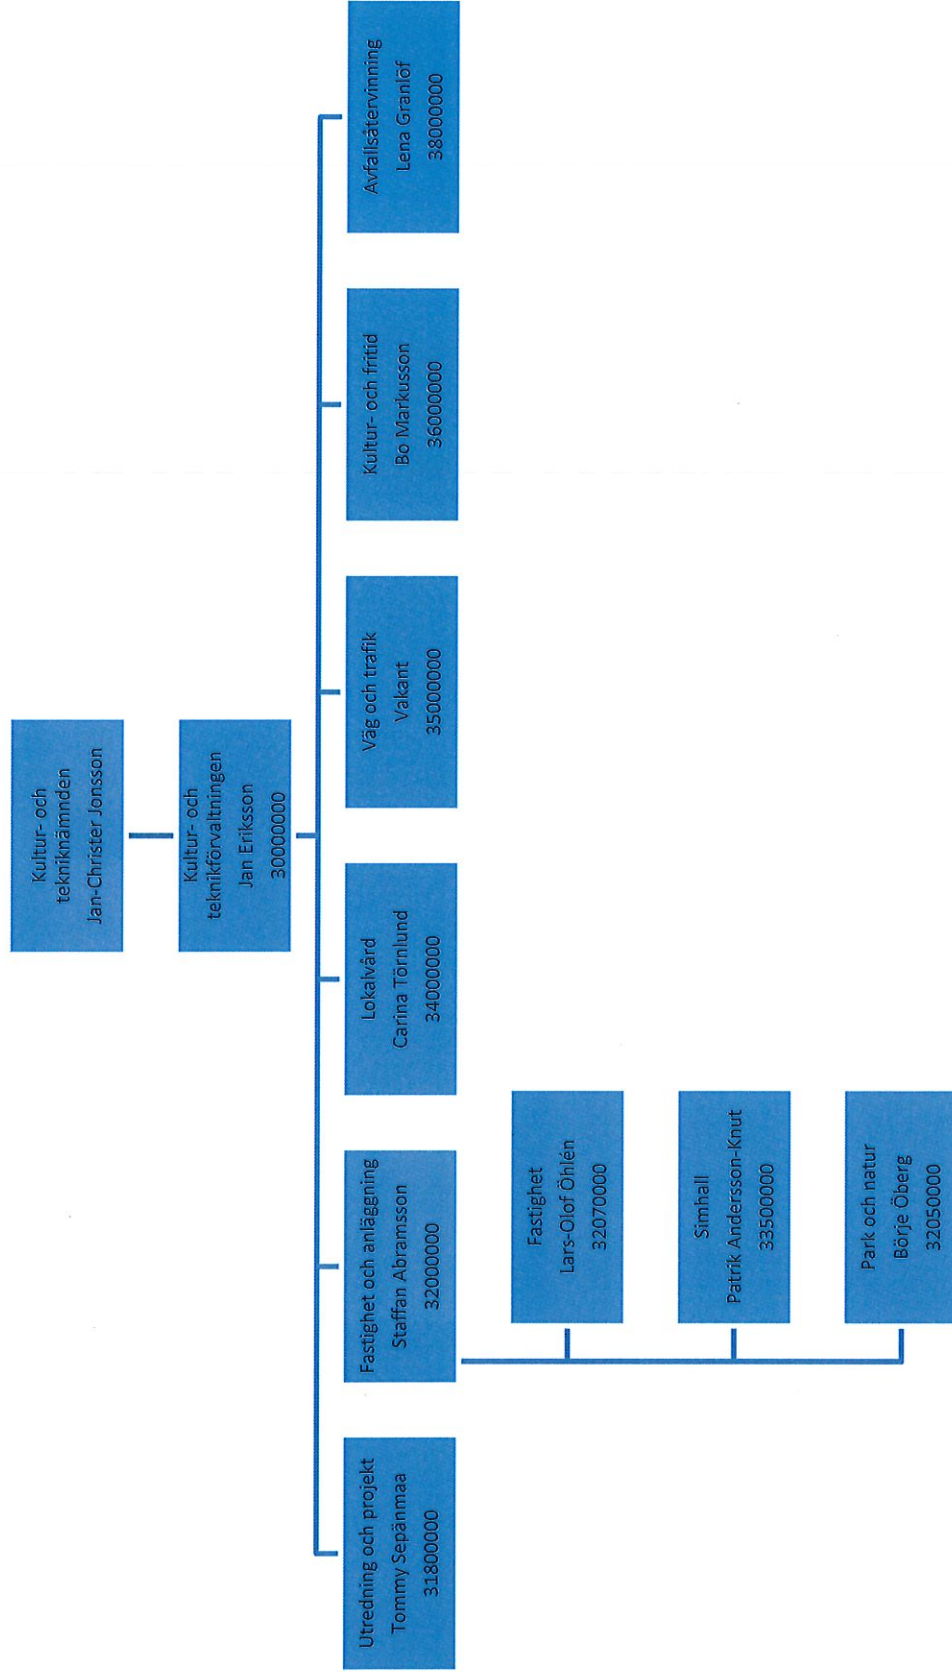 Kultur- och
tekniknämnden
Jan-Christer Jonsson
Kultur- och
teknikförvaltningen
Jan Eriksson
30000000
Utredning och projekt
Tommy Sepänmaa
31800000
Fastighet och anläggning
Staffan Abramsson
32000000
Lokalvård
Carina Törnlund
34000000
Väg och trafik
Vakant
35000000
Kultur- och fritid
Bo Markusson
36000000
Avfallsåtervinning
Lena Granlöf
38000000
Fastighet
Lars-Olof Öhlén
32070000
Simhall
Patrik Andersson-Knut
33500000
Park och natur
Börje Öberg
32050000